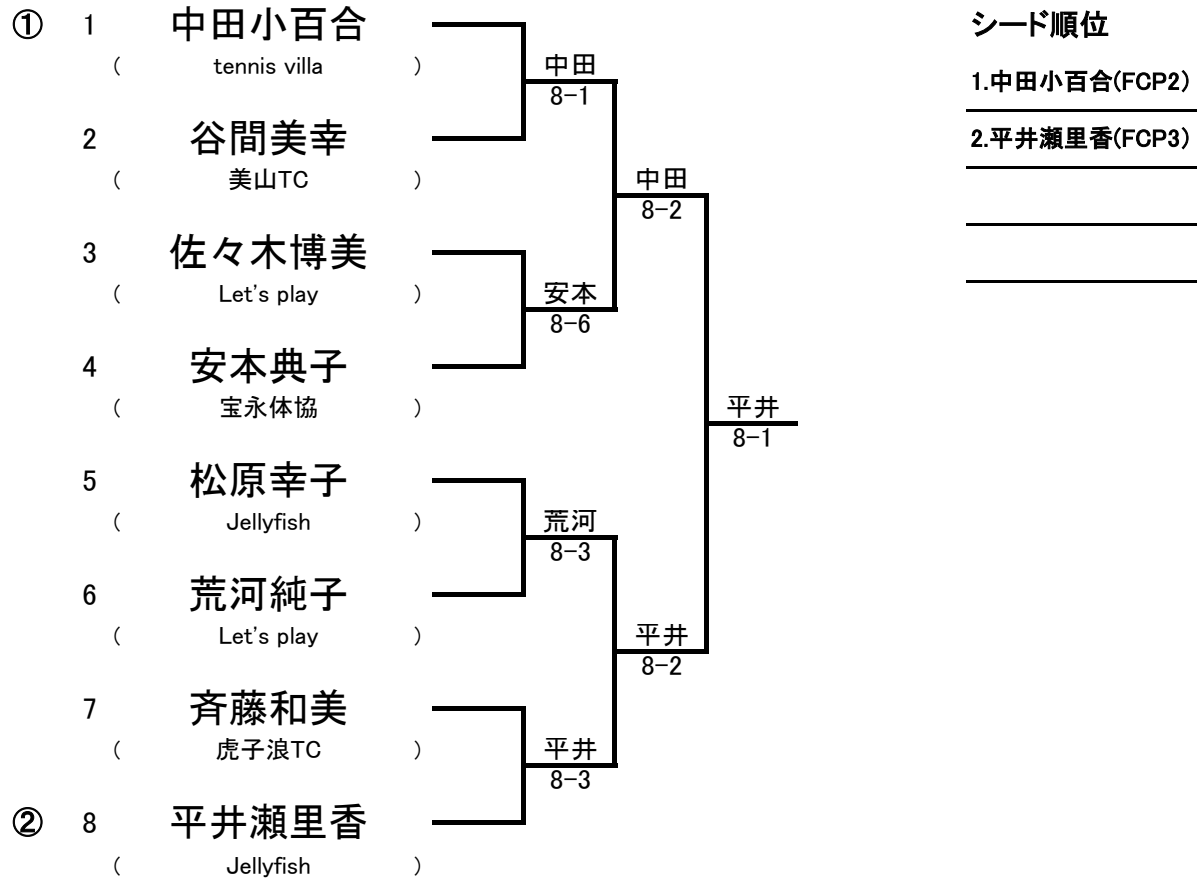 ① 1 中田小百合
( tennis villa )
中田
8-1
2 谷間美幸
( 美山TC )
中田
8-2
3 佐々木博美
( Let's play )
安本
8-6
4 安本典子
( 宝永体協 )
平井
8-1
5 松原幸子
( Jellyfish )
荒河
8-3
6 荒河純子
( Let's play )
平井
8-2
7 斉藤和美
( 虎子浪TC )
平井
8-3
② 8 平井瀬里香
( Jellyfish )
シード順位
1.中田小百合(FCP2)
2.平井瀬里香(FCP3)